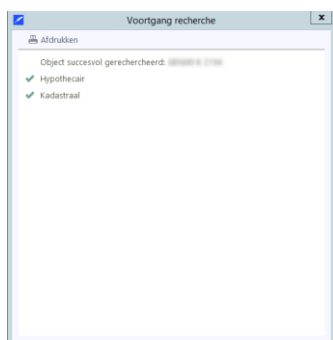 Voortgang recherche
x
Afdrukken
Object succesvol gerechercheerd:
Hypothecair
Kadastraal